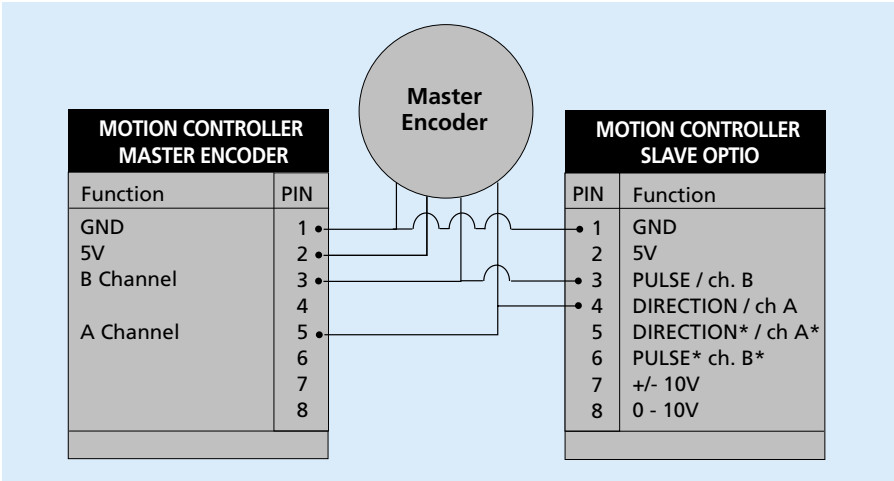 Master
Encoder
MOTION CONTROLLER
MASTER ENCODER
Function PIN
GND 1
5V 2
B Channel 3
4
A Channel 5
6
7
8
MOTION CONTROLLER
SLAVE OPTIO
PIN Function
1 GND
2 5V
3 PULSE / ch. B
4 DIRECTION / ch A
5 DIRECTION* / ch A*
6 PULSE* ch. B*
7 +/- 10V
8 0 - 10V